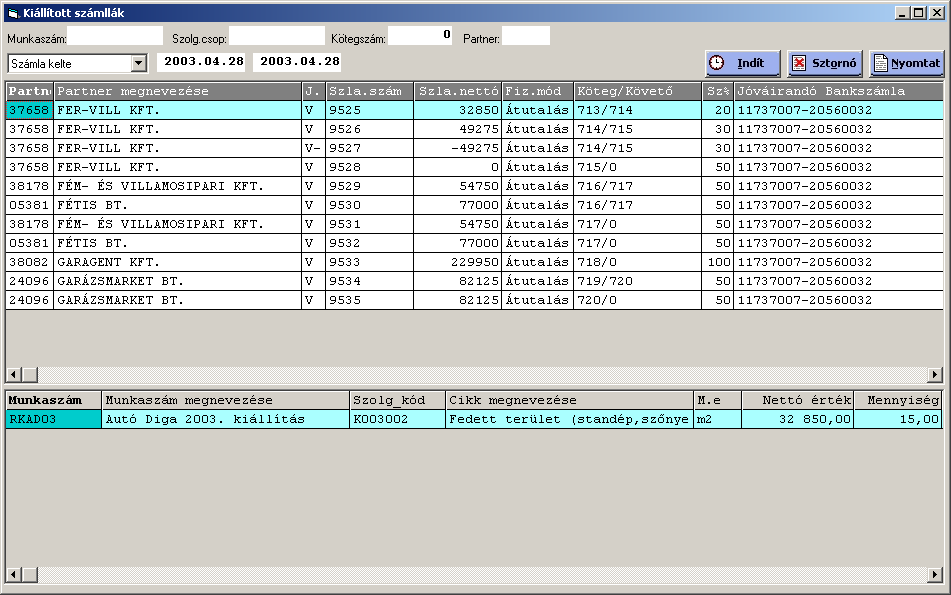 Kiállított számllák
Munkaszám: Szolg.csop: Kötegszám: 0 Partner:
Számla kelte 2003.04.28 2003.04.28 Indít Sztornó Nyomtat
Partn Partner megnevezése J. Szla.szám Szla.nettó Fiz.mód Köteg/Követő Sz% Jóváirandó Bankszámla
37658 FER-VILL KFT. V 9525 32850 Átutalás 713/714 20 11737007-20560032
37658 FER-VILL KFT. V 9526 49275 Átutalás 714/715 30 11737007-20560032
37658 FER-VILL KFT. V- 9527 -49275 Átutalás 714/715 30 11737007-20560032
37658 FER-VILL KFT. V 9528 0 Átutalás 715/0 50 11737007-20560032
38178 FÉM- ÉS VILLAMOSIPARI KFT. V 9529 54750 Átutalás 716/717 50 11737007-20560032
05381 FÉTIS BT. V 9530 77000 Átutalás 716/717 50 11737007-20560032
38178 FÉM- ÉS VILLAMOSIPARI KFT. V 9531 54750 Átutalás 717/0 50 11737007-20560032
05381 FÉTIS BT. V 9532 77000 Átutalás 717/0 50 11737007-20560032
38082 GARAGENT KFT. V 9533 229950 Átutalás 718/0 100 11737007-20560032
24096 GARÁZSMARKET BT. V 9534 82125 Átutalás 719/720 50 11737007-20560032
24096 GARÁZSMARKET BT. V 9535 82125 Átutalás 720/0 50 11737007-20560032
Munkaszám Munkaszám megnevezése Szolg_kód Cikk megnevezése M.e Nettó érték Mennyiség
RKAD03 Autó Diga 2003. kiállítás K003002 Fedett terület (standép,szőnye m2 32 850,00 15,00